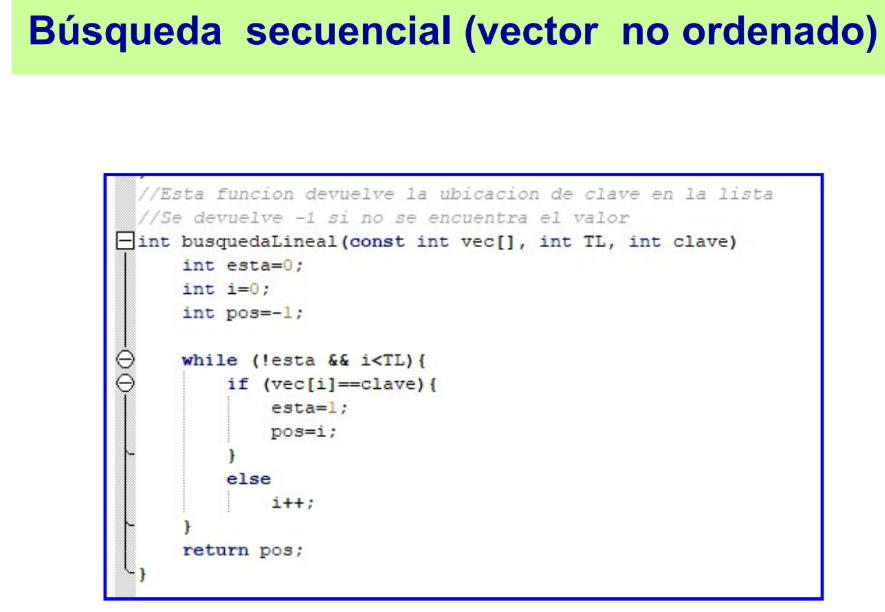 Búsqueda secuencial (vector no ordenado)
//Esta funcion devuelve la ubicacion de clave en la lista
//Se devuelve -1 si no se encuentra el valor
int busquedaLineal(const int vec[], int TL, int clave)
int esta=0;
int i=0;
int pos=-1;
while (!esta && i<TL){
if (vec[i]==clave){
esta=1;
pos=i;
}
else
i++;
}
return pos;
}